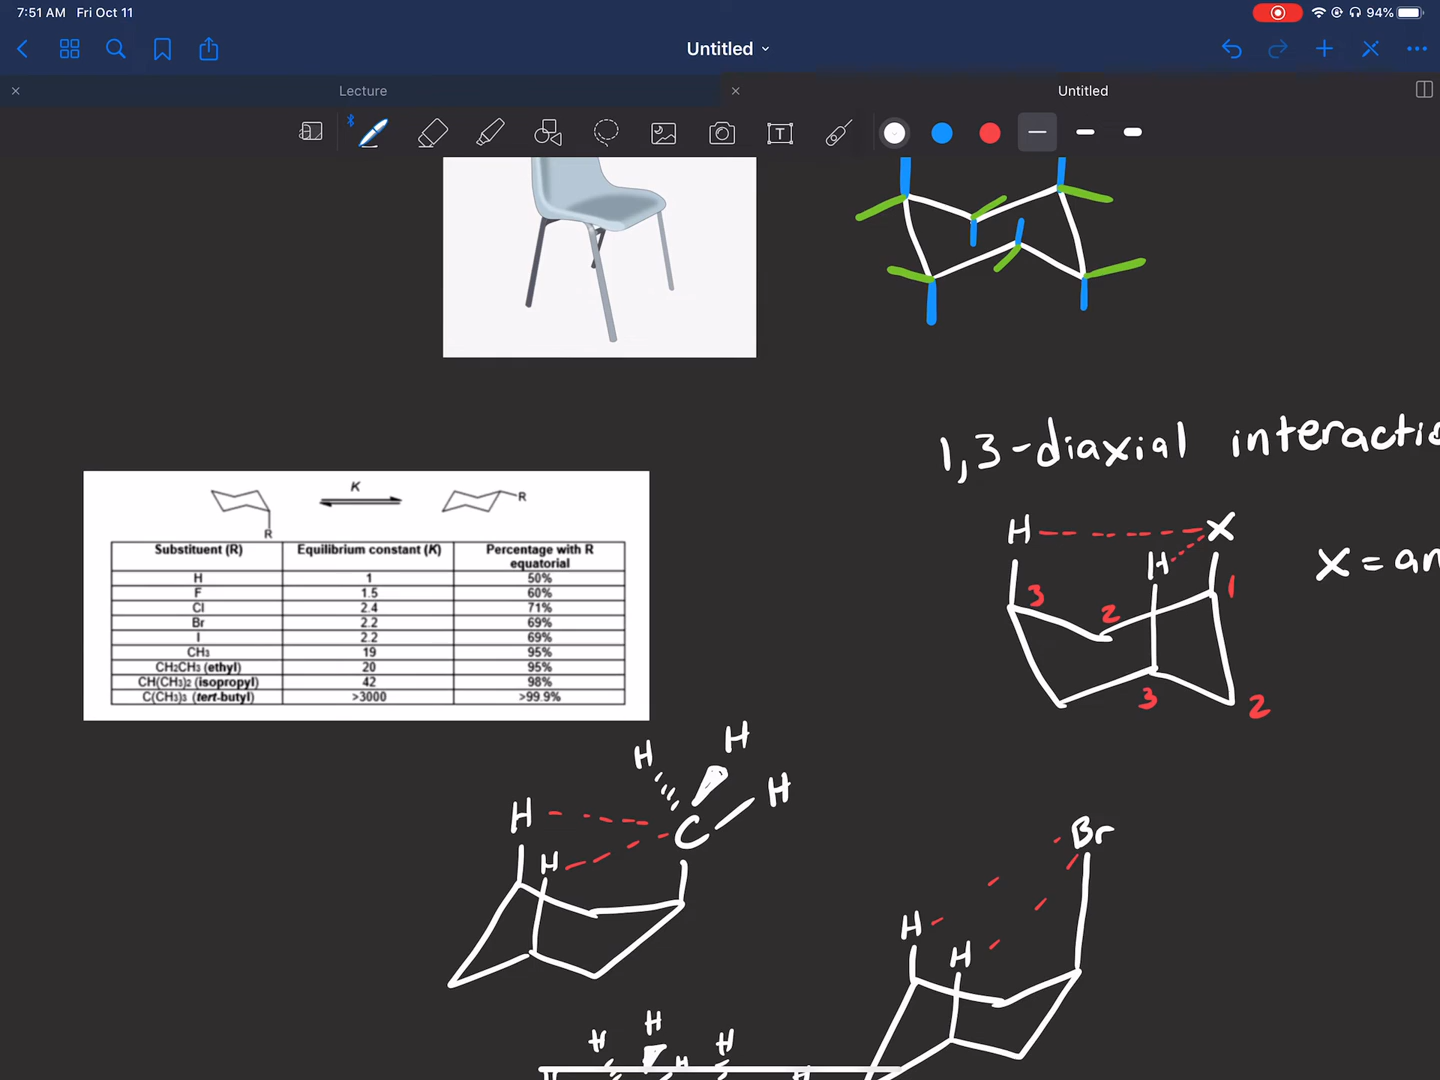 7:51 AM Fri Oct 11
94%
Untitled
Lecture
Untitled
T
1,3-diaxial
K
R
R
Substituent (R) Equilibrium constant (K) Percentage with R equatorial
H 1 50%
F 1.5 60%
Cl 2.4 71%
Br 2.2 69%
I 2.2 69%
CH₃ 19 95%
CH₂CH₃ (ethyl) 20 95%
CH(CH₃)₂ (isopropyl) 42 98%
C(CH₃)₃ (tert-butyl) >3000 >99.9%
H X
H
X =
3 2 1
3 2
H H
H
H C
H
Br
H
H
H H H
H
H